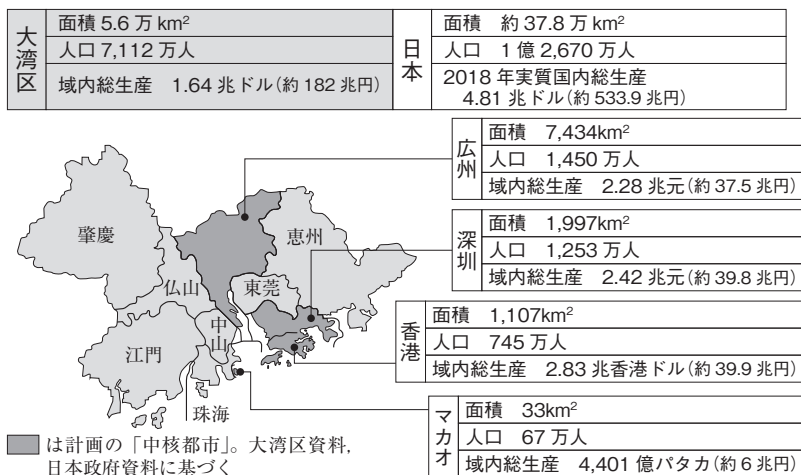 大湾区
面積 5.6 万 km²
人口 7,112 万人
域内総生産 1.64 兆ドル(約 182 兆円)
日本
面積 約 37.8 万 km²
人口 1 億 2,670 万人
2018 年実質国内総生産
4.81 兆ドル(約 533.9 兆円)
広州
面積 7,434km²
人口 1,450 万人
域内総生産 2.28 兆元(約 37.5 兆円)
深圳
面積 1,997km²
人口 1,253 万人
域内総生産 2.42 兆元(約 39.8 兆円)
香港
面積 1,107km²
人口 745 万人
域内総生産 2.83 兆香港ドル(約 39.9 兆円)
マカオ
面積 33km²
人口 67 万人
域内総生産 4,401 億パタカ(約 6 兆円)
肇慶
恵州
仏山
東莞
中山
江門
珠海
は計画の「中核都市」。大湾区資料,
日本政府資料に基づく